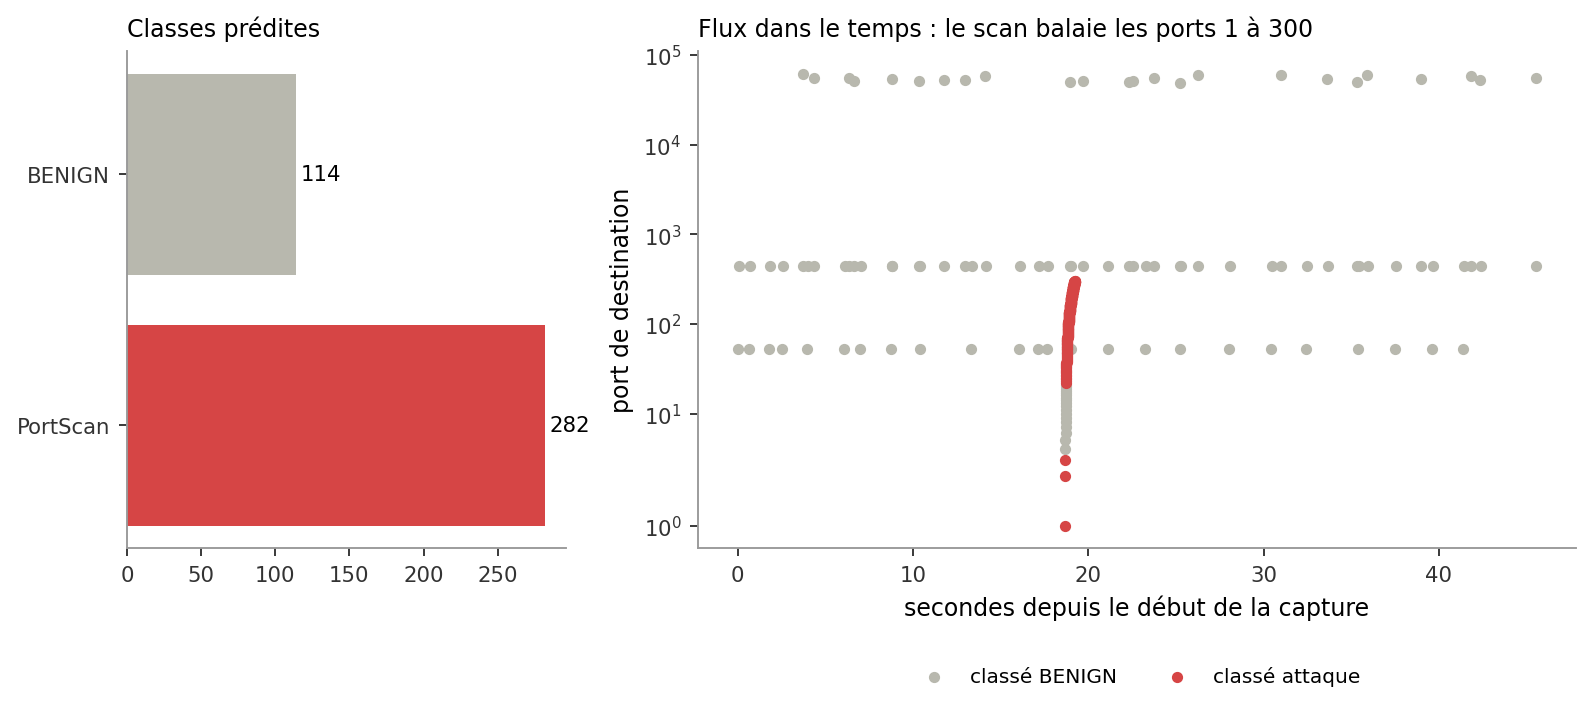 Classes prédites
BENIGN
114
PortScan
282
0 50 100 150 200 250
Flux dans le temps : le scan balaie les ports 1 à 300
port de destination
10⁵
10⁴
10³
10²
10¹
10⁰
0 10 20 30 40
secondes depuis le début de la capture
classé BENIGN classé attaque